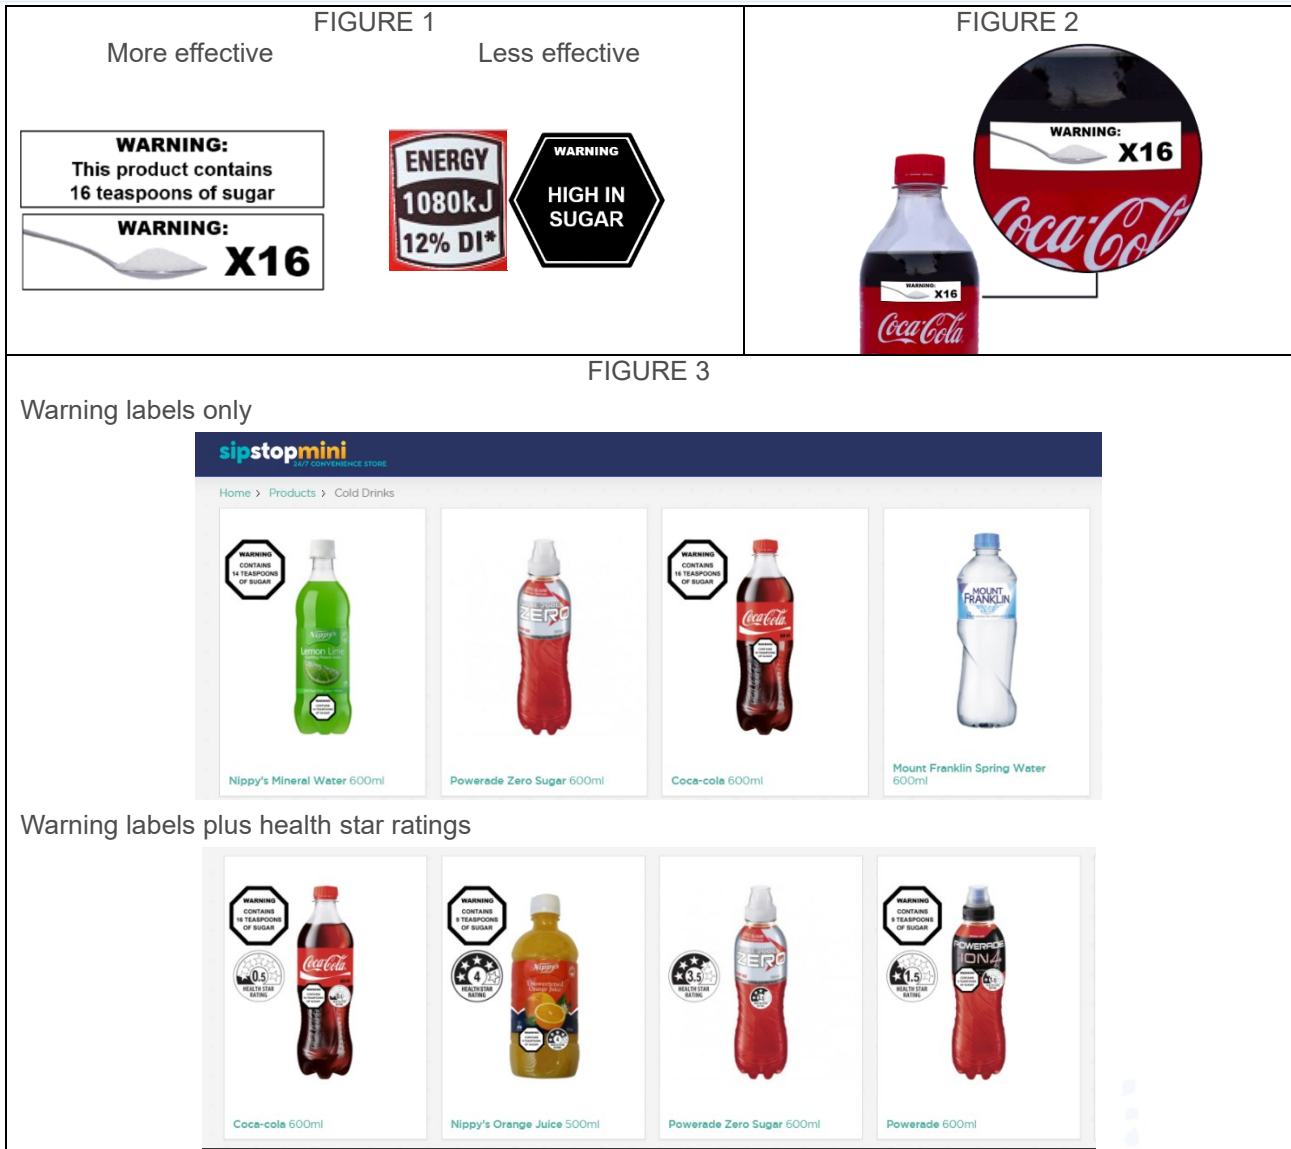 FIGURE 1
More effective
Less effective
WARNING:
This product contains
16 teaspoons of sugar
WARNING:
X16
ENERGY
1080kJ
12% DI*
WARNING
HIGH IN
SUGAR
FIGURE 2
WARNING:
X16
Coca-Col
WARNING:
X16
Coca-Cola
FIGURE 3
Warning labels only
sipstopmini
24/7 CONVENIENCE STORE
Home > Products > Cold Drinks
WARNING
CONTAINS
14 TEASPOONS
OF SUGAR
Nippy's
Lemon Lime
Nippy's Mineral Water 600ml
ZERO
Powerade Zero Sugar 600ml
WARNING
CONTAINS
16 TEASPOONS
OF SUGAR
Coca-Cola
Coca-cola 600ml
MOUNT
FRANKLIN
Mount Franklin Spring Water
600ml
Warning labels plus health star ratings
WARNING
CONTAINS
16 TEASPOONS
OF SUGAR
0.5
HEALTH STAR
RATING
Coca-Cola
Coca-cola 600ml
WARNING
CONTAINS
9 TEASPOONS
OF SUGAR
4
HEALTH STAR
RATING
Nippy's
Unsweetened
Orange Juice
Nippy's Orange Juice 500ml
3.5
HEALTH STAR
RATING
ZERO
Powerade Zero Sugar 600ml
WARNING
CONTAINS
9 TEASPOONS
OF SUGAR
1.5
HEALTH STAR
RATING
POWERADE
ION4
Powerade 600ml